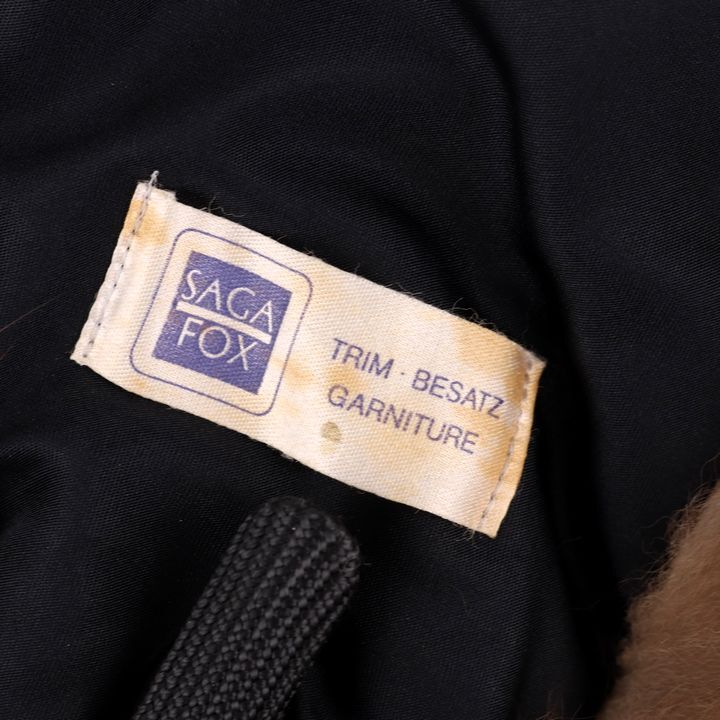 SAGA
FOX
TRIM · BESATZ
GARNITURE